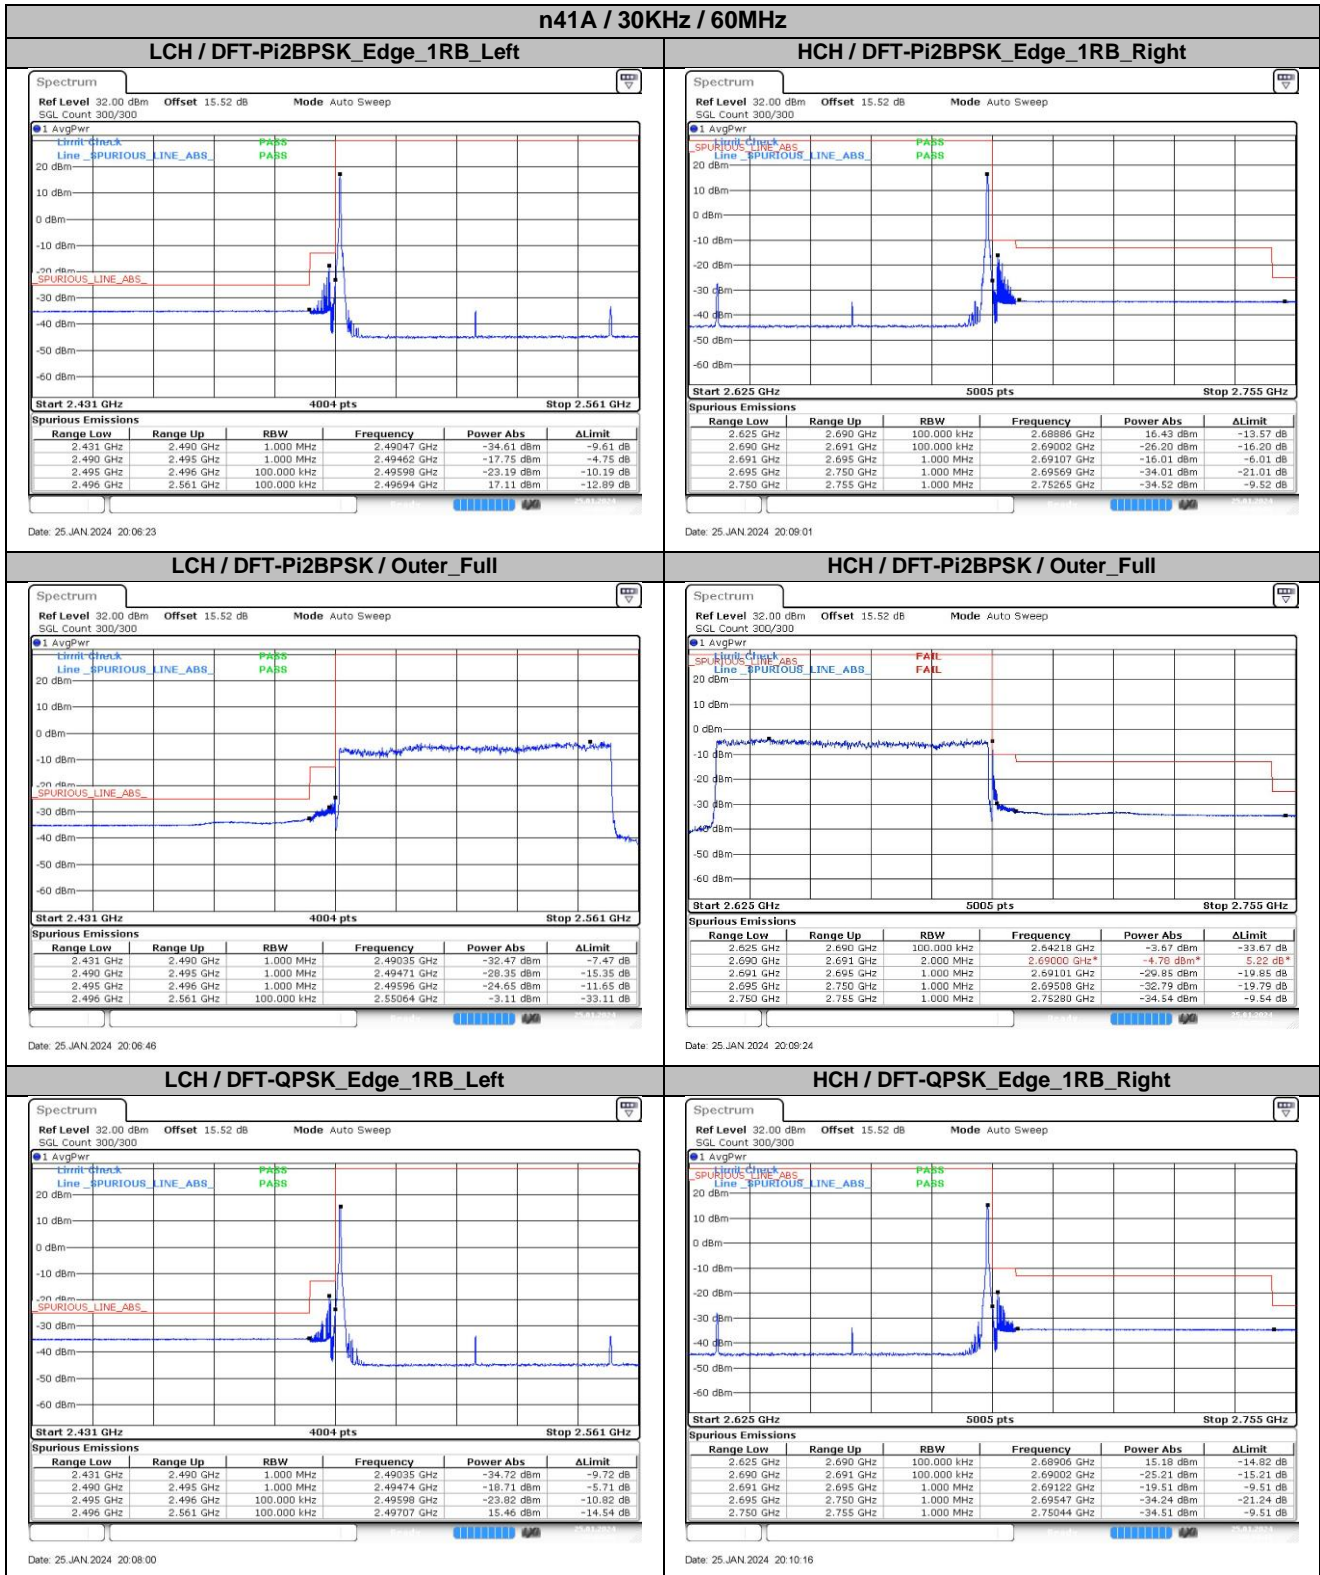 n41A / 30KHz / 60MHz
LCH / DFT-Pi2BPSK_Edge_1RB_Left
HCH / DFT-Pi2BPSK_Edge_1RB_Right
Spectrum
Ref Level 32.00 dBm Offset 15.52 dB Mode Auto Sweep
SGL Count 300/300
1 AvgPwr
Limit Check PASS
Line _SPURIOUS_LINE_ABS_ PASS
20 dBm
10 dBm
0 dBm
-10 dBm
-20 dBm
_SPURIOUS_LINE_ABS_
-30 dBm
-40 dBm
-50 dBm
-60 dBm
Start 2.431 GHz 4004 pts Stop 2.561 GHz
Spurious Emissions
Range Low Range Up RBW Frequency Power Abs ΔLimit
2.431 GHz 2.490 GHz 1.000 MHz 2.49047 GHz -34.61 dBm -9.61 dB
2.490 GHz 2.495 GHz 1.000 MHz 2.49462 GHz -17.75 dBm -4.75 dB
2.495 GHz 2.496 GHz 100.000 kHz 2.49598 GHz -23.19 dBm -10.19 dB
2.496 GHz 2.561 GHz 100.000 kHz 2.49694 GHz 17.11 dBm -12.89 dB
Date: 25.JAN.2024 20:06:23
Spectrum
Ref Level 32.00 dBm Offset 15.52 dB Mode Auto Sweep
SGL Count 300/300
1 AvgPwr
Limit Check PASS
_SPURIOUS_LINE_ABS_
Line _SPURIOUS_LINE_ABS_ PASS
20 dBm
10 dBm
0 dBm
-10 dBm
-20 dBm
-30 dBm
-40 dBm
-50 dBm
-60 dBm
Start 2.625 GHz 5005 pts Stop 2.755 GHz
Spurious Emissions
Range Low Range Up RBW Frequency Power Abs ΔLimit
2.625 GHz 2.690 GHz 100.000 kHz 2.68886 GHz 16.43 dBm -13.57 dB
2.690 GHz 2.691 GHz 100.000 kHz 2.69002 GHz -26.20 dBm -16.20 dB
2.691 GHz 2.695 GHz 1.000 MHz 2.69107 GHz -16.01 dBm -6.01 dB
2.695 GHz 2.750 GHz 1.000 MHz 2.69569 GHz -34.01 dBm -21.01 dB
2.750 GHz 2.755 GHz 1.000 MHz 2.75265 GHz -34.52 dBm -9.52 dB
Date: 25.JAN.2024 20:09:01
LCH / DFT-Pi2BPSK / Outer_Full
HCH / DFT-Pi2BPSK / Outer_Full
Spectrum
Ref Level 32.00 dBm Offset 15.52 dB Mode Auto Sweep
SGL Count 300/300
1 AvgPwr
Limit Check PASS
Line _SPURIOUS_LINE_ABS_ PASS
20 dBm
10 dBm
0 dBm
-10 dBm
-20 dBm
_SPURIOUS_LINE_ABS_
-30 dBm
-40 dBm
-50 dBm
-60 dBm
Start 2.431 GHz 4004 pts Stop 2.561 GHz
Spurious Emissions
Range Low Range Up RBW Frequency Power Abs ΔLimit
2.431 GHz 2.490 GHz 1.000 MHz 2.49035 GHz -32.47 dBm -7.47 dB
2.490 GHz 2.495 GHz 1.000 MHz 2.49471 GHz -28.35 dBm -15.35 dB
2.495 GHz 2.496 GHz 1.000 MHz 2.49596 GHz -24.65 dBm -11.65 dB
2.496 GHz 2.561 GHz 100.000 kHz 2.55064 GHz -3.11 dBm -33.11 dB
Date: 25.JAN.2024 20:06:46
Spectrum
Ref Level 32.00 dBm Offset 15.52 dB Mode Auto Sweep
SGL Count 300/300
1 AvgPwr
Limit Check FAIL
_SPURIOUS_LINE_ABS_
Line _SPURIOUS_LINE_ABS_ FAIL
20 dBm
10 dBm
0 dBm
-10 dBm
-20 dBm
-30 dBm
-40 dBm
-50 dBm
-60 dBm
Start 2.625 GHz 5005 pts Stop 2.755 GHz
Spurious Emissions
Range Low Range Up RBW Frequency Power Abs ΔLimit
2.625 GHz 2.690 GHz 100.000 kHz 2.64218 GHz -3.67 dBm -33.67 dB
2.690 GHz 2.691 GHz 2.000 MHz 2.69000 GHz* -4.78 dBm* 5.22 dB*
2.691 GHz 2.695 GHz 1.000 MHz 2.69101 GHz -29.85 dBm -19.85 dB
2.695 GHz 2.750 GHz 1.000 MHz 2.69508 GHz -32.79 dBm -19.79 dB
2.750 GHz 2.755 GHz 1.000 MHz 2.75280 GHz -34.54 dBm -9.54 dB
Date: 25.JAN.2024 20:09:24
LCH / DFT-QPSK_Edge_1RB_Left
HCH / DFT-QPSK_Edge_1RB_Right
Spectrum
Ref Level 32.00 dBm Offset 15.52 dB Mode Auto Sweep
SGL Count 300/300
1 AvgPwr
Limit Check PASS
Line _SPURIOUS_LINE_ABS_ PASS
20 dBm
10 dBm
0 dBm
-10 dBm
-20 dBm
_SPURIOUS_LINE_ABS_
-30 dBm
-40 dBm
-50 dBm
-60 dBm
Start 2.431 GHz 4004 pts Stop 2.561 GHz
Spurious Emissions
Range Low Range Up RBW Frequency Power Abs ΔLimit
2.431 GHz 2.490 GHz 1.000 MHz 2.49035 GHz -34.72 dBm -9.72 dB
2.490 GHz 2.495 GHz 1.000 MHz 2.49474 GHz -18.71 dBm -5.71 dB
2.495 GHz 2.496 GHz 100.000 kHz 2.49598 GHz -23.82 dBm -10.82 dB
2.496 GHz 2.561 GHz 100.000 kHz 2.49707 GHz 15.46 dBm -14.54 dB
Date: 25.JAN.2024 20:08:00
Spectrum
Ref Level 32.00 dBm Offset 15.52 dB Mode Auto Sweep
SGL Count 300/300
1 AvgPwr
Limit Check PASS
_SPURIOUS_LINE_ABS_
Line _SPURIOUS_LINE_ABS_ PASS
20 dBm
10 dBm
0 dBm
-10 dBm
-20 dBm
-30 dBm
-40 dBm
-50 dBm
-60 dBm
Start 2.625 GHz 5005 pts Stop 2.755 GHz
Spurious Emissions
Range Low Range Up RBW Frequency Power Abs ΔLimit
2.625 GHz 2.690 GHz 100.000 kHz 2.68906 GHz 15.18 dBm -14.82 dB
2.690 GHz 2.691 GHz 100.000 kHz 2.69002 GHz -25.21 dBm -15.21 dB
2.691 GHz 2.695 GHz 1.000 MHz 2.69122 GHz -19.51 dBm -9.51 dB
2.695 GHz 2.750 GHz 1.000 MHz 2.69547 GHz -34.24 dBm -21.24 dB
2.750 GHz 2.755 GHz 1.000 MHz 2.75044 GHz -34.51 dBm -9.51 dB
Date: 25.JAN.2024 20:10:16